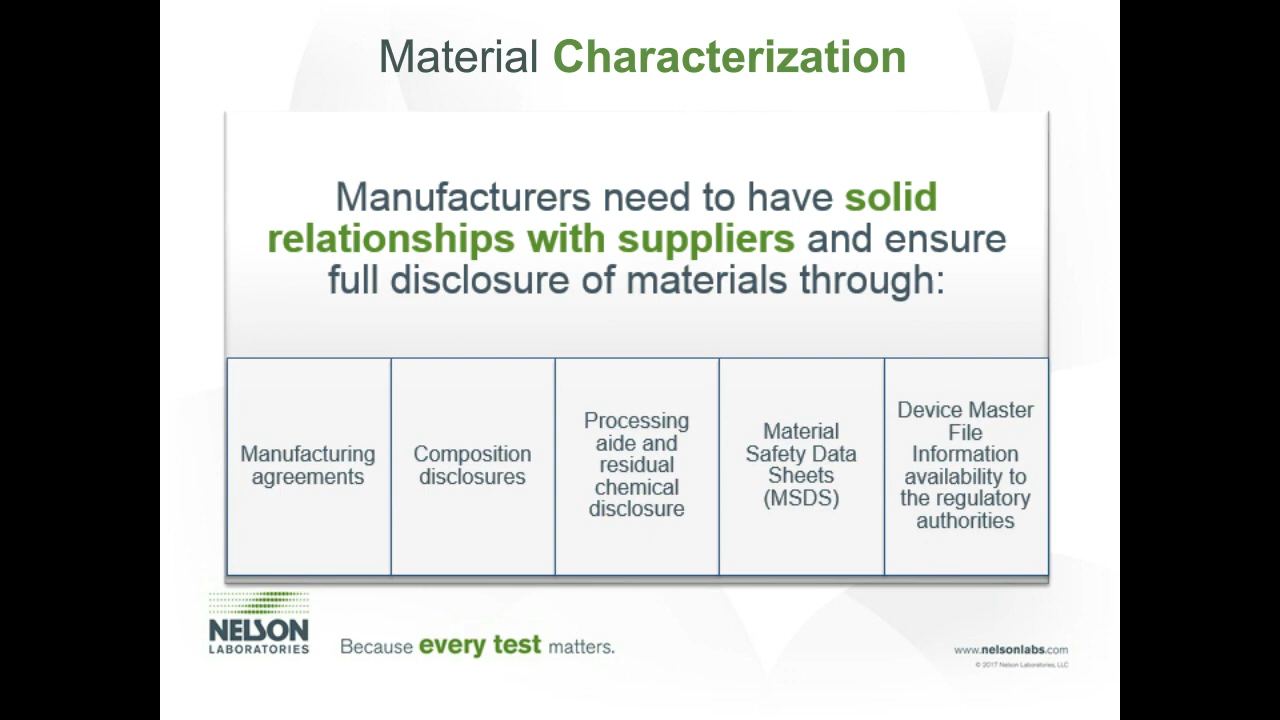 Material Characterization
Manufacturers need to have solid
relationships with suppliers and ensure
full disclosure of materials through:
Manufacturing
agreements
Composition
disclosures
Processing
aide and
residual
chemical
disclosure
Material
Safety Data
Sheets
(MSDS)
Device Master
File
Information
availability to
the regulatory
authorities
NELSON
LABORATORIES
Because every test matters.
www.nelsonlabs.com
© 2017 Nelson Laboratories, LLC